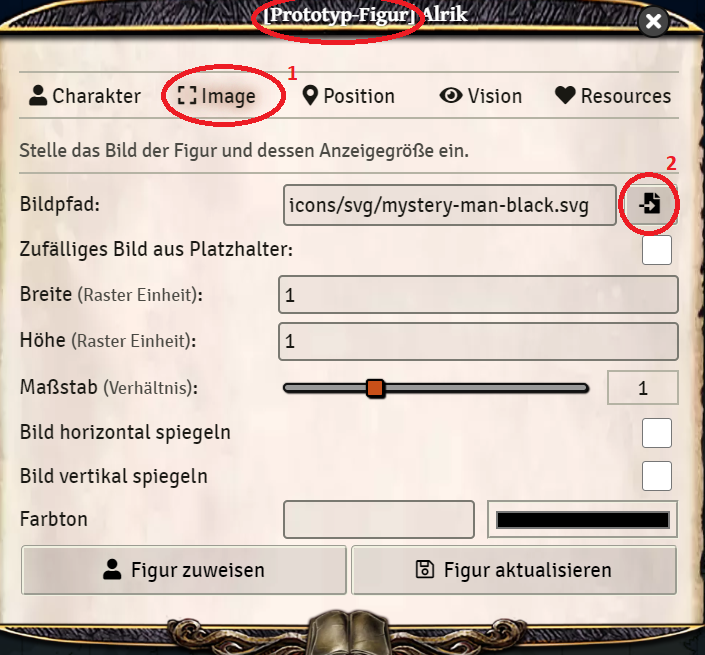 [Prototyp-Figur] Alrik
1
Charakter Image Position Vision Resources
Stelle das Bild der Figur und dessen Anzeigegröße ein.
2
Bildpfad: icons/svg/mystery-man-black.svg
Zufälliges Bild aus Platzhalter:
Breite (Raster Einheit): 1
Höhe (Raster Einheit): 1
Maßstab (Verhältnis): 1
Bild horizontal spiegeln
Bild vertikal spiegeln
Farbton
Figur zuweisen Figur aktualisieren